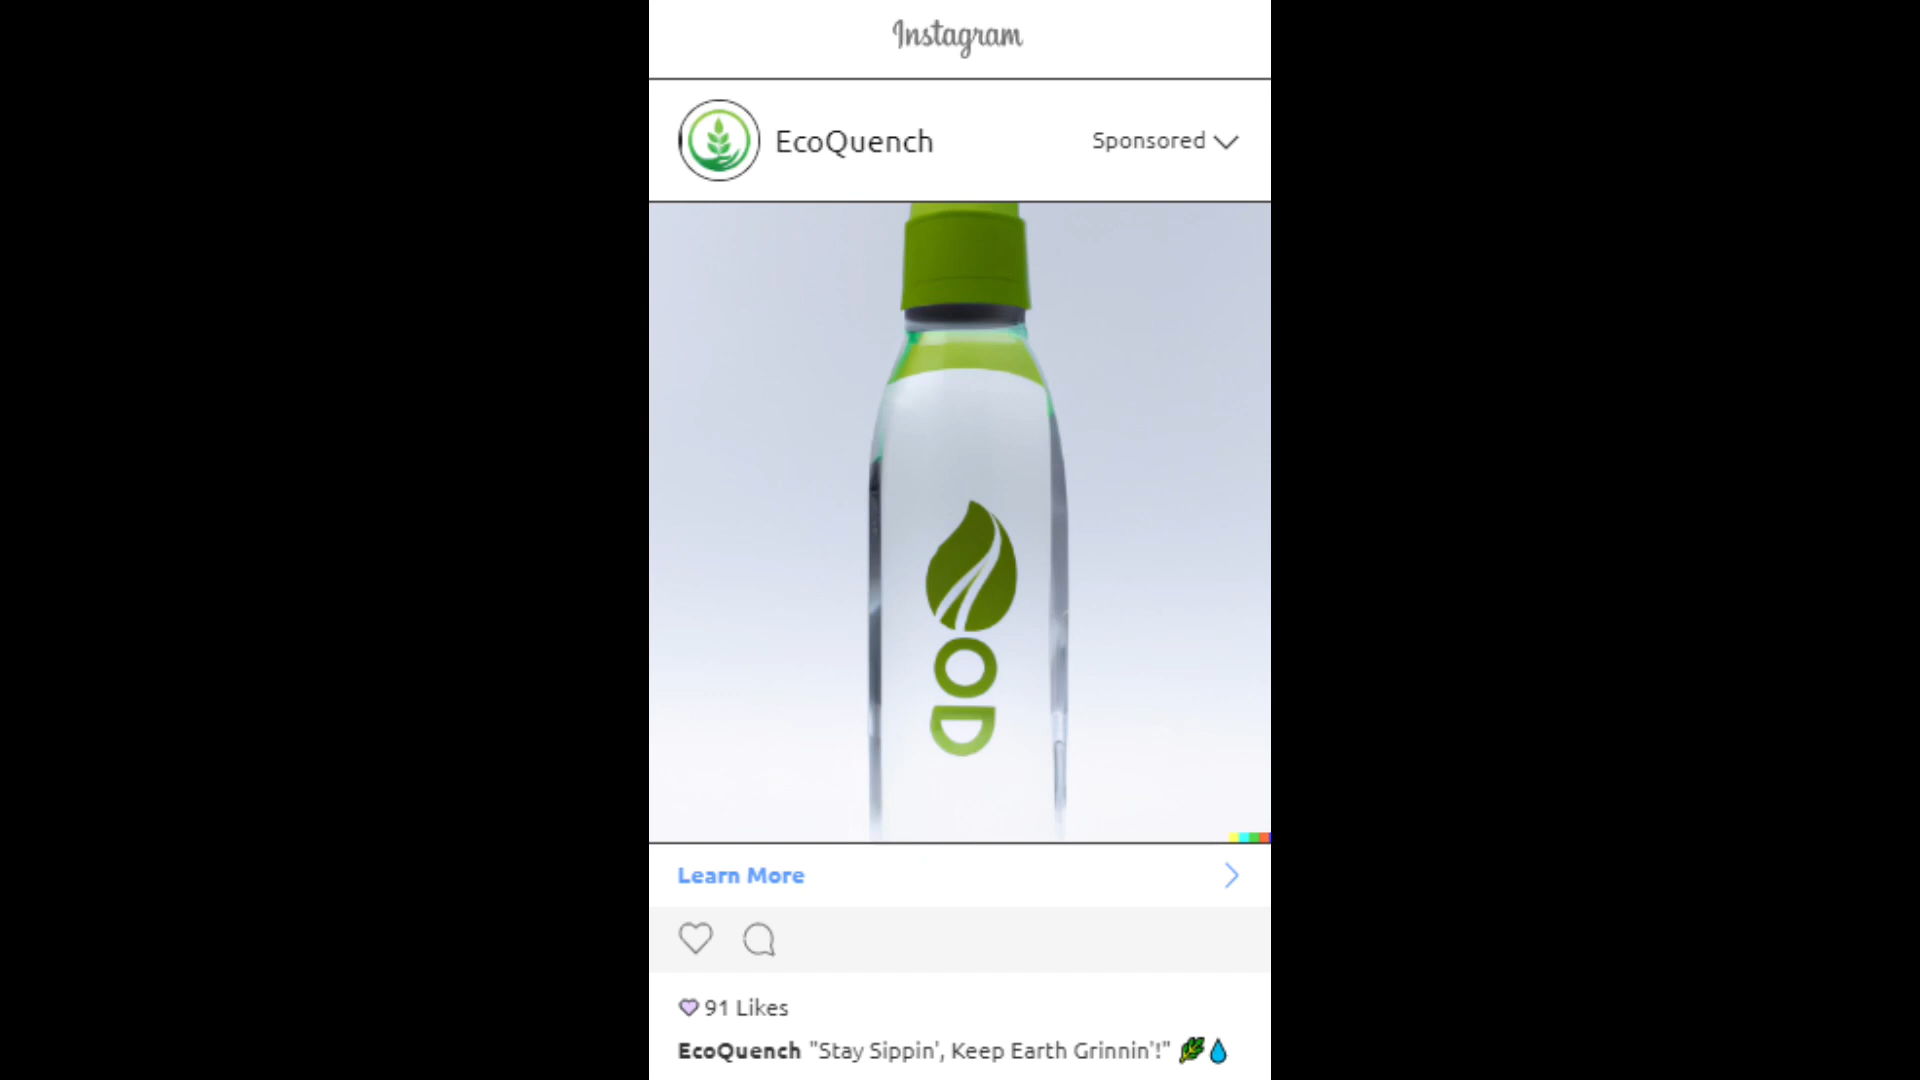 Instagram
EcoQuench
Sponsored
OD
Learn More
91 Likes
EcoQuench "Stay Sippin', Keep Earth Grinnin'!" 🌿💧